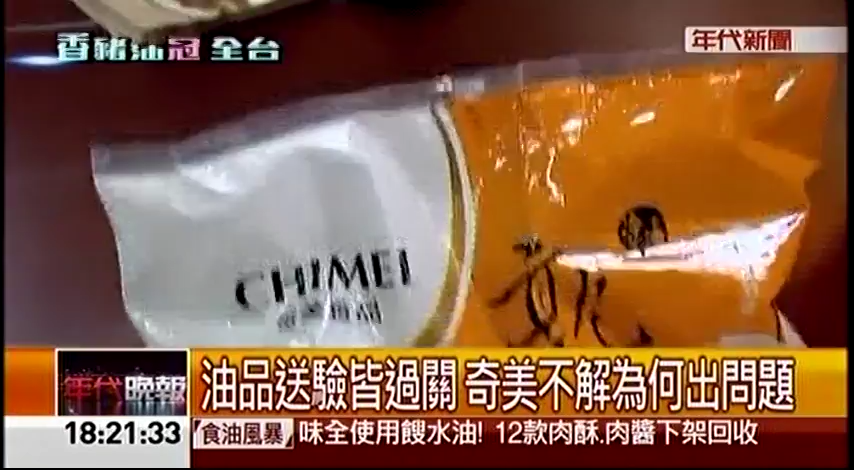 香豬油冠 全台
年代新聞
CHIMEI
年代晚報
油品送驗皆過關 奇美不解為何出問題
18:21:33
食油風暴
味全使用餿水油! 12款肉酥.肉醬下架回收